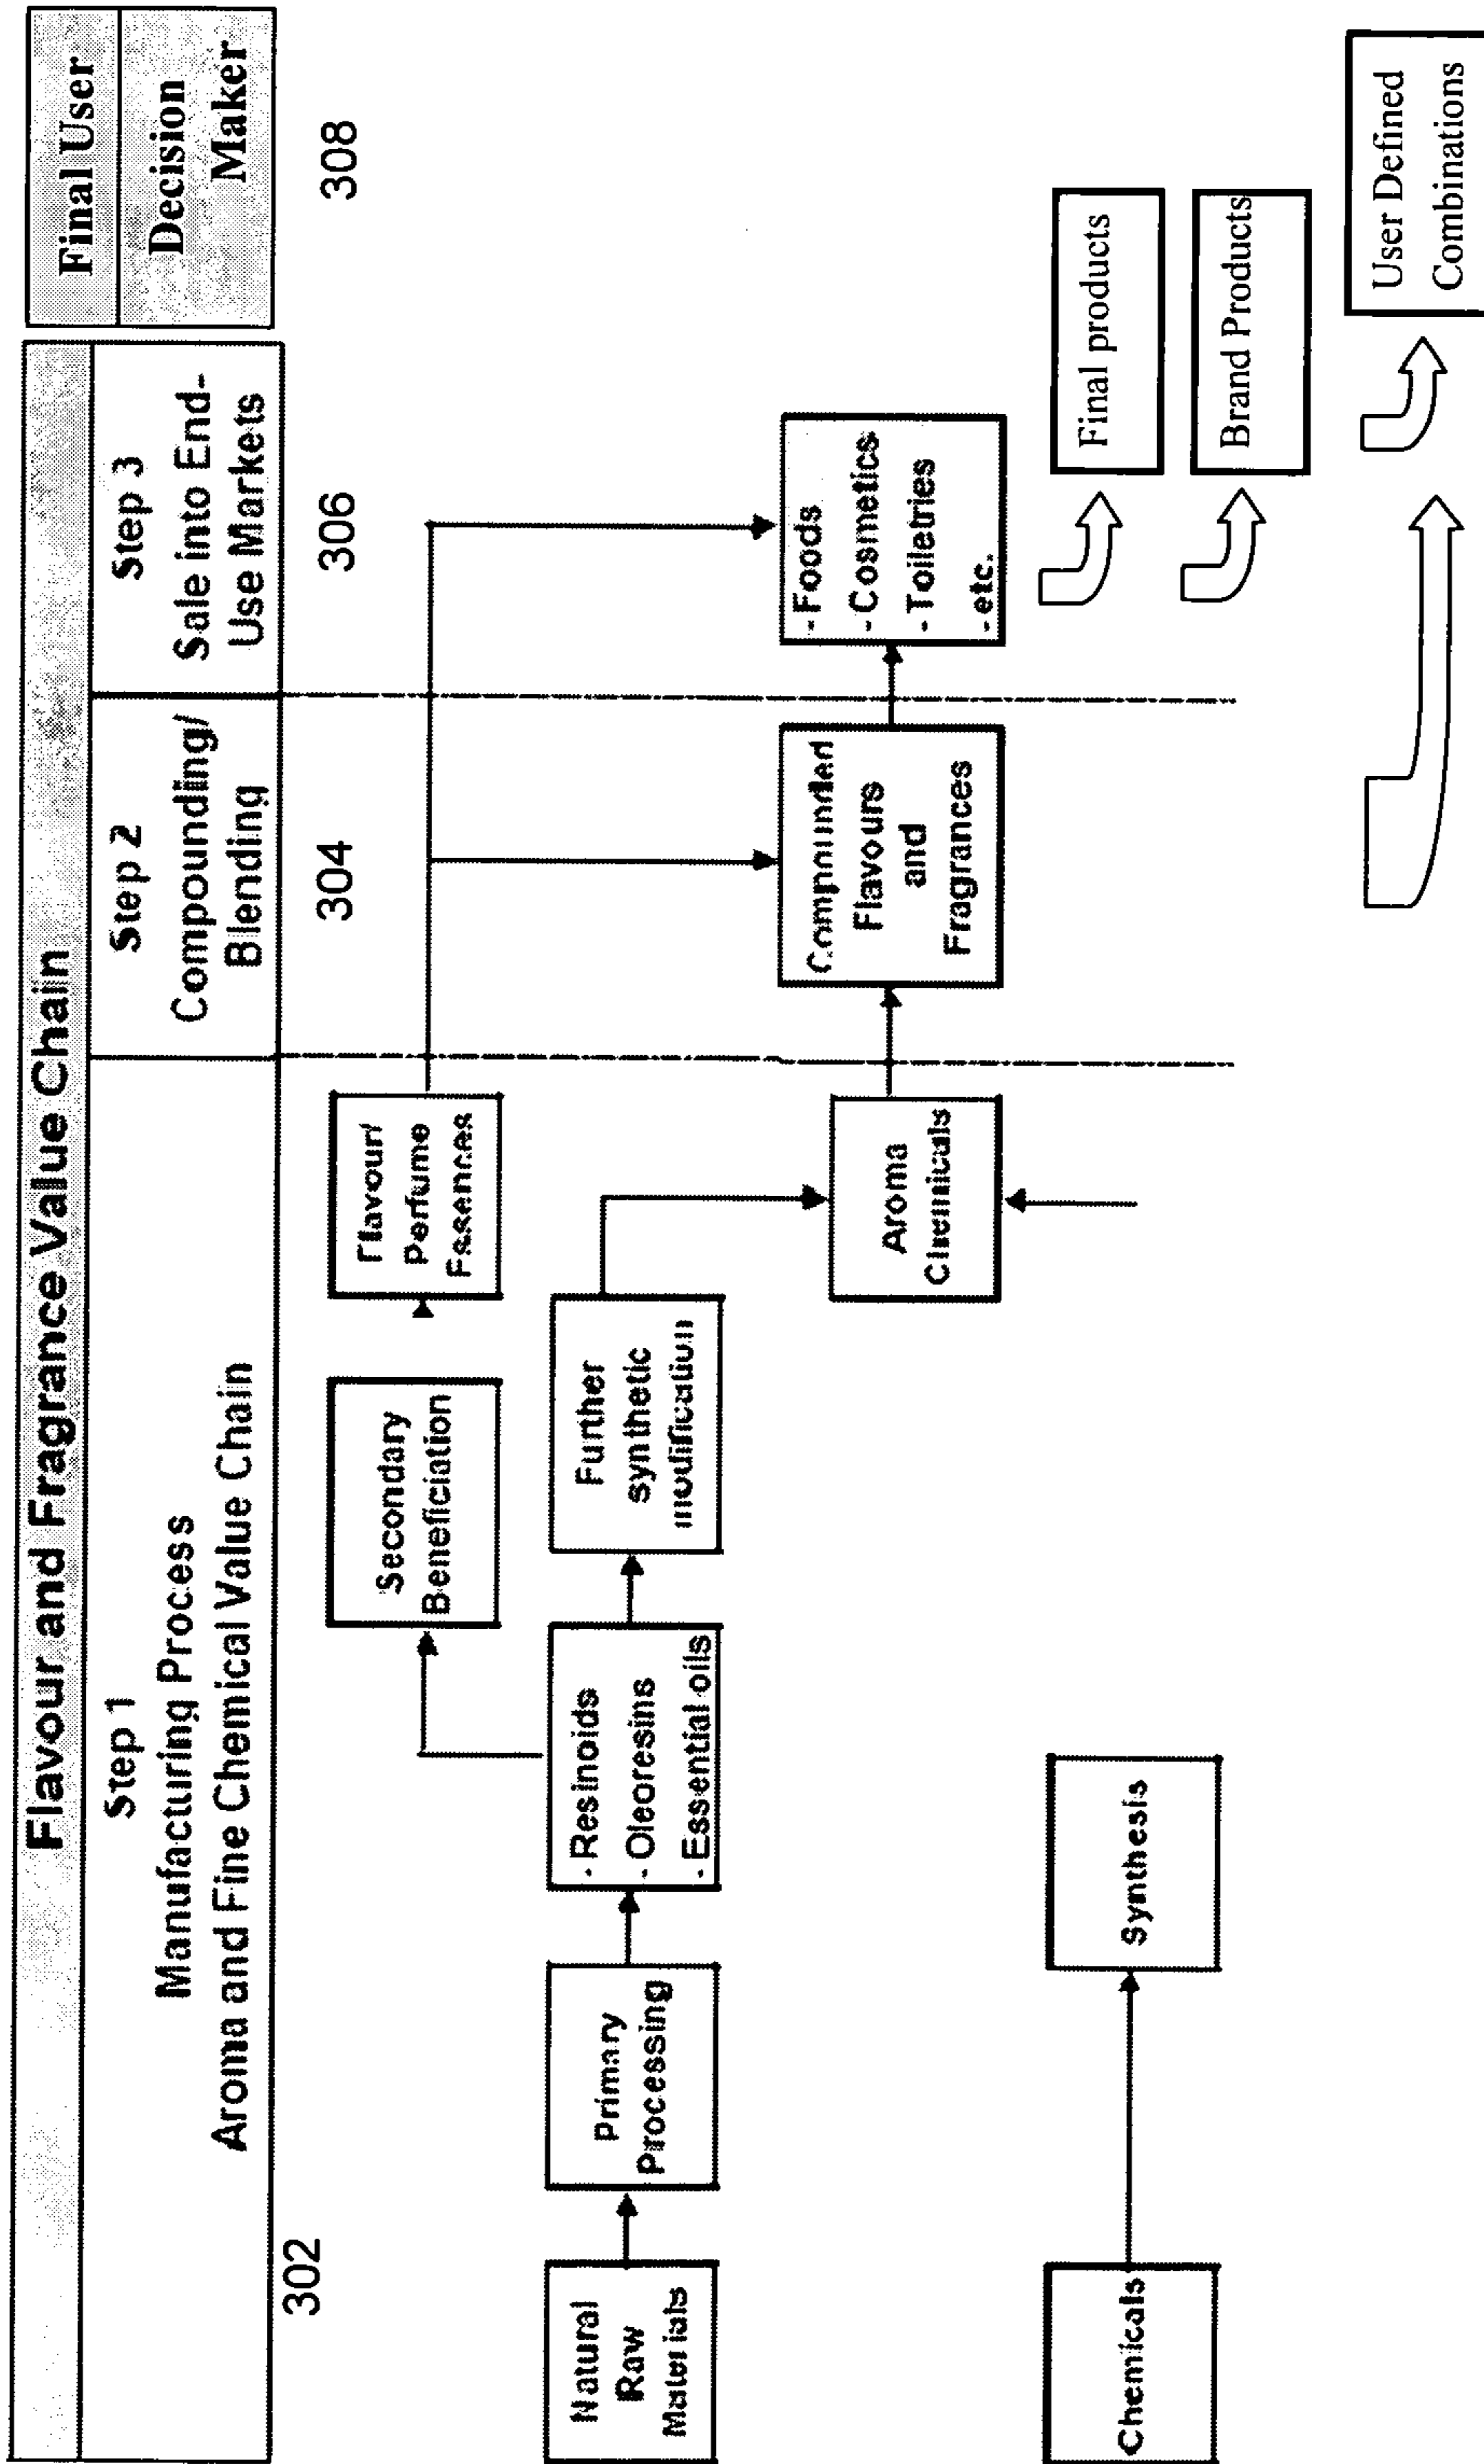 Flavour and Fragrance Value Chain
Final User
Decision
Maker
Step 1
Manufacturing Process
Aroma and Fine Chemical Value Chain
Step 2
Compounding/
Blending
Step 3
Sale into End-
Use Markets
302
304
306
308
Secondary
Beneficiation
Flavour/
Perfume
Essences
Natural
Raw
Materials
Primary
Processing
- Resinoids
- Oleoresins
- Essential oils
Further
synthetic
modification
Aroma
Chemicals
Compounded
Flavours
and
Fragrances
- Foods
- Cosmetics
- Toiletries
- etc.
Chemicals
Synthesis
Final products
Brand Products
User Defined
Combinations